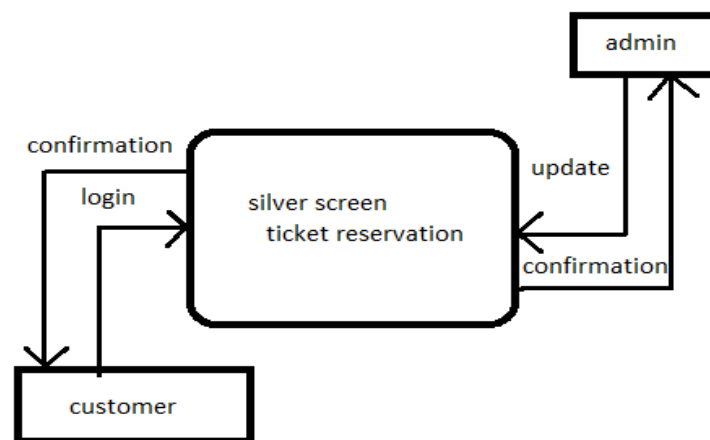 admin
confirmation
update
login
silver screen
ticket reservation
confirmation
customer